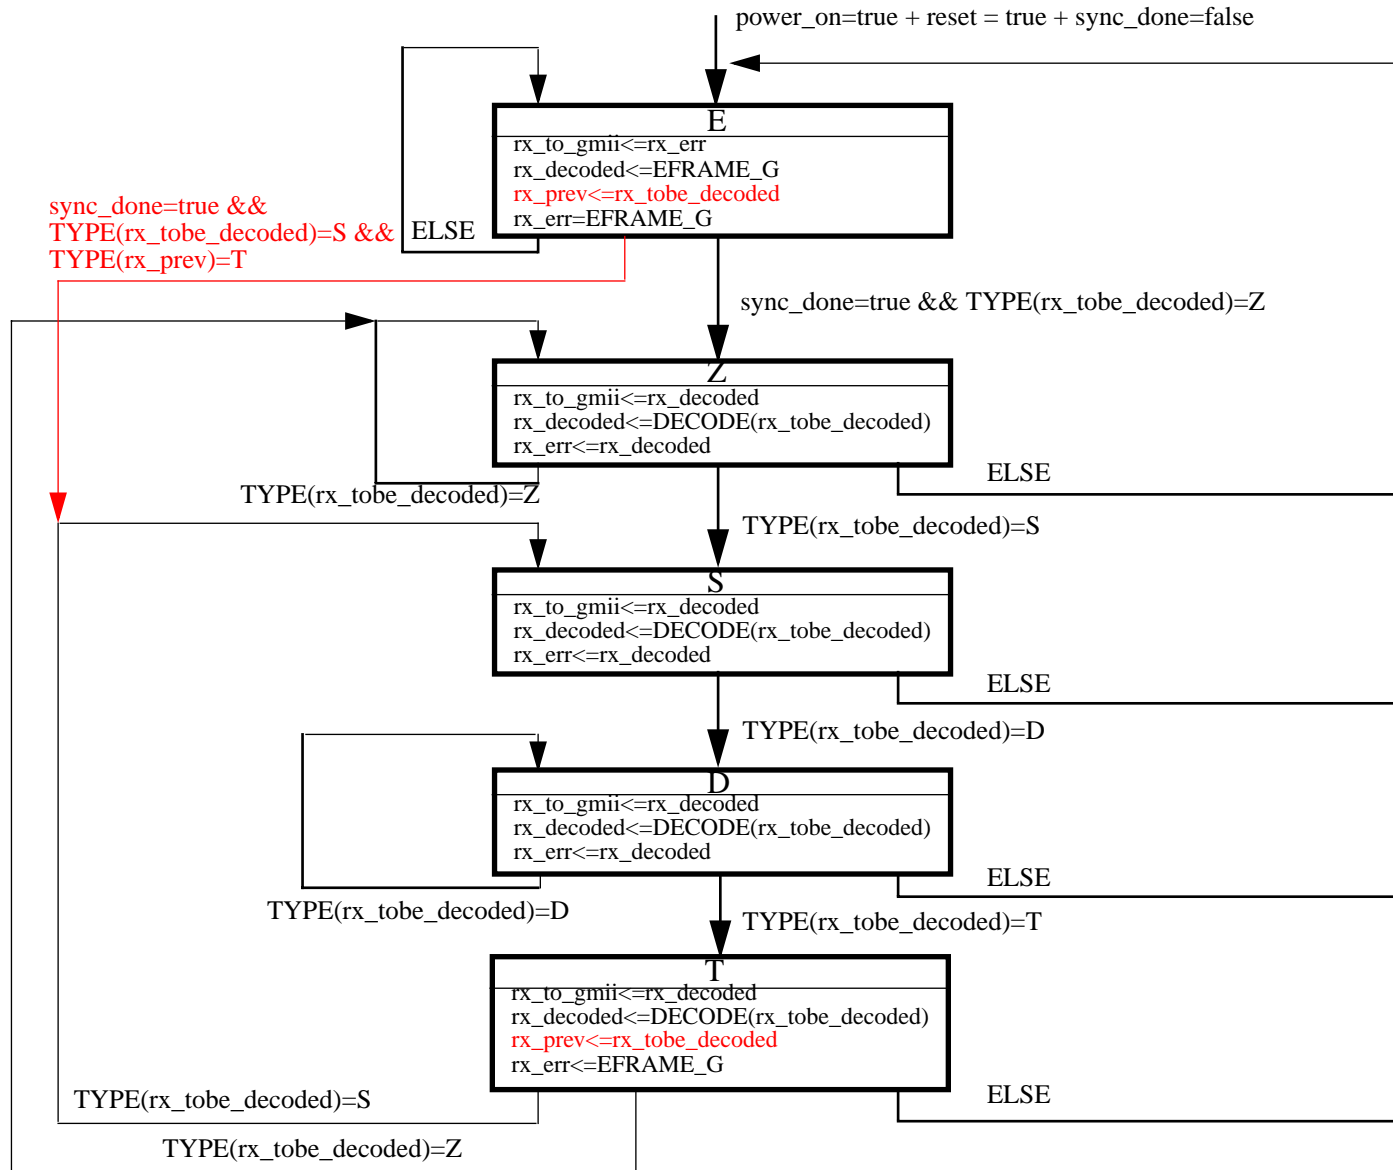 power_on=true + reset = true + sync_done=false
E
rx_to_gmii<=rx_err
rx_decoded<=EFRAME_G
rx_prev<=rx_tobe_decoded
rx_err=EFRAME_G
sync_done=true &&
TYPE(rx_tobe_decoded)=S &&
TYPE(rx_prev)=T
ELSE
sync_done=true && TYPE(rx_tobe_decoded)=Z
Z
rx_to_gmii<=rx_decoded
rx_decoded<=DECODE(rx_tobe_decoded)
rx_err<=rx_decoded
ELSE
TYPE(rx_tobe_decoded)=Z
TYPE(rx_tobe_decoded)=S
S
rx_to_gmii<=rx_decoded
rx_decoded<=DECODE(rx_tobe_decoded)
rx_err<=rx_decoded
ELSE
TYPE(rx_tobe_decoded)=D
D
rx_to_gmii<=rx_decoded
rx_decoded<=DECODE(rx_tobe_decoded)
rx_err<=rx_decoded
ELSE
TYPE(rx_tobe_decoded)=D
TYPE(rx_tobe_decoded)=T
T
rx_to_gmii<=rx_decoded
rx_decoded<=DECODE(rx_tobe_decoded)
rx_prev<=rx_tobe_decoded
rx_err<=EFRAME_G
ELSE
TYPE(rx_tobe_decoded)=S
TYPE(rx_tobe_decoded)=Z